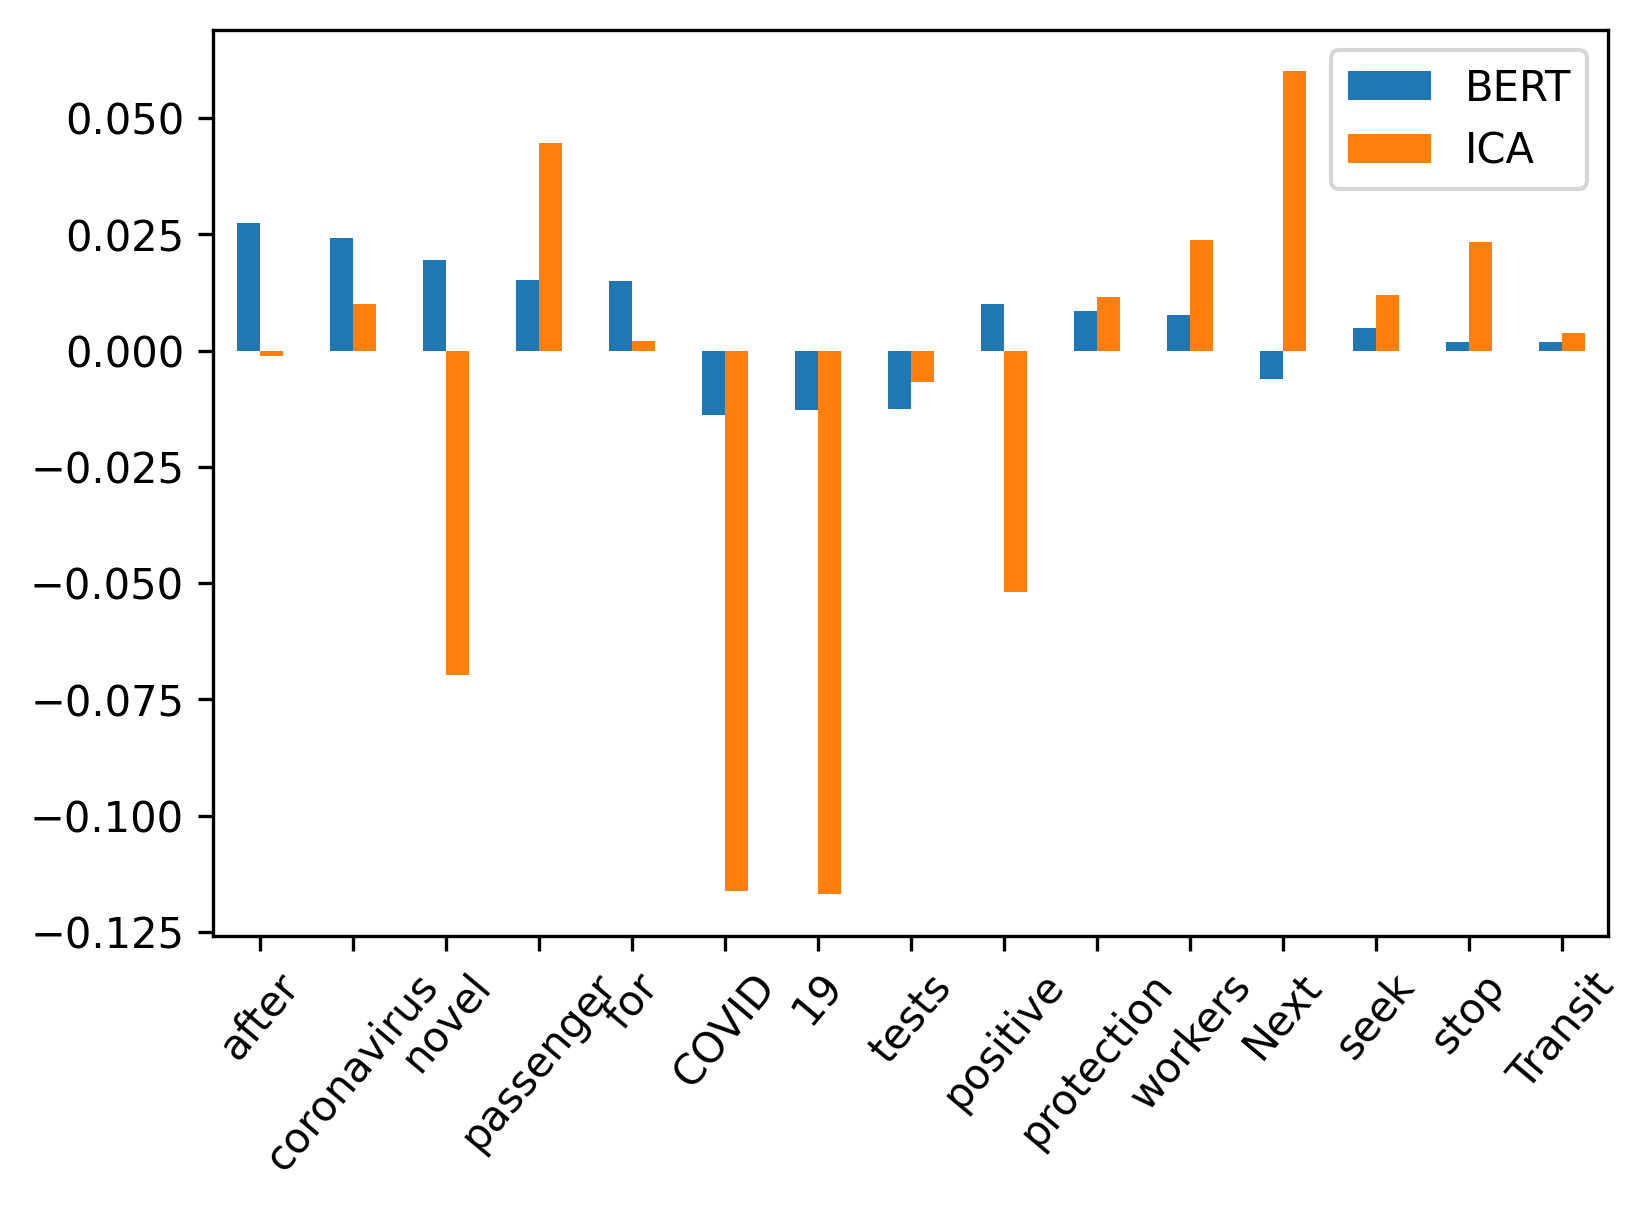 BERT
ICA
0.050
0.025
0.000
−0.025
−0.050
−0.075
−0.100
−0.125
after
coronavirus
novel
passenger
for
COVID
19
tests
positive
protection
workers
Next
seek
stop
Transit